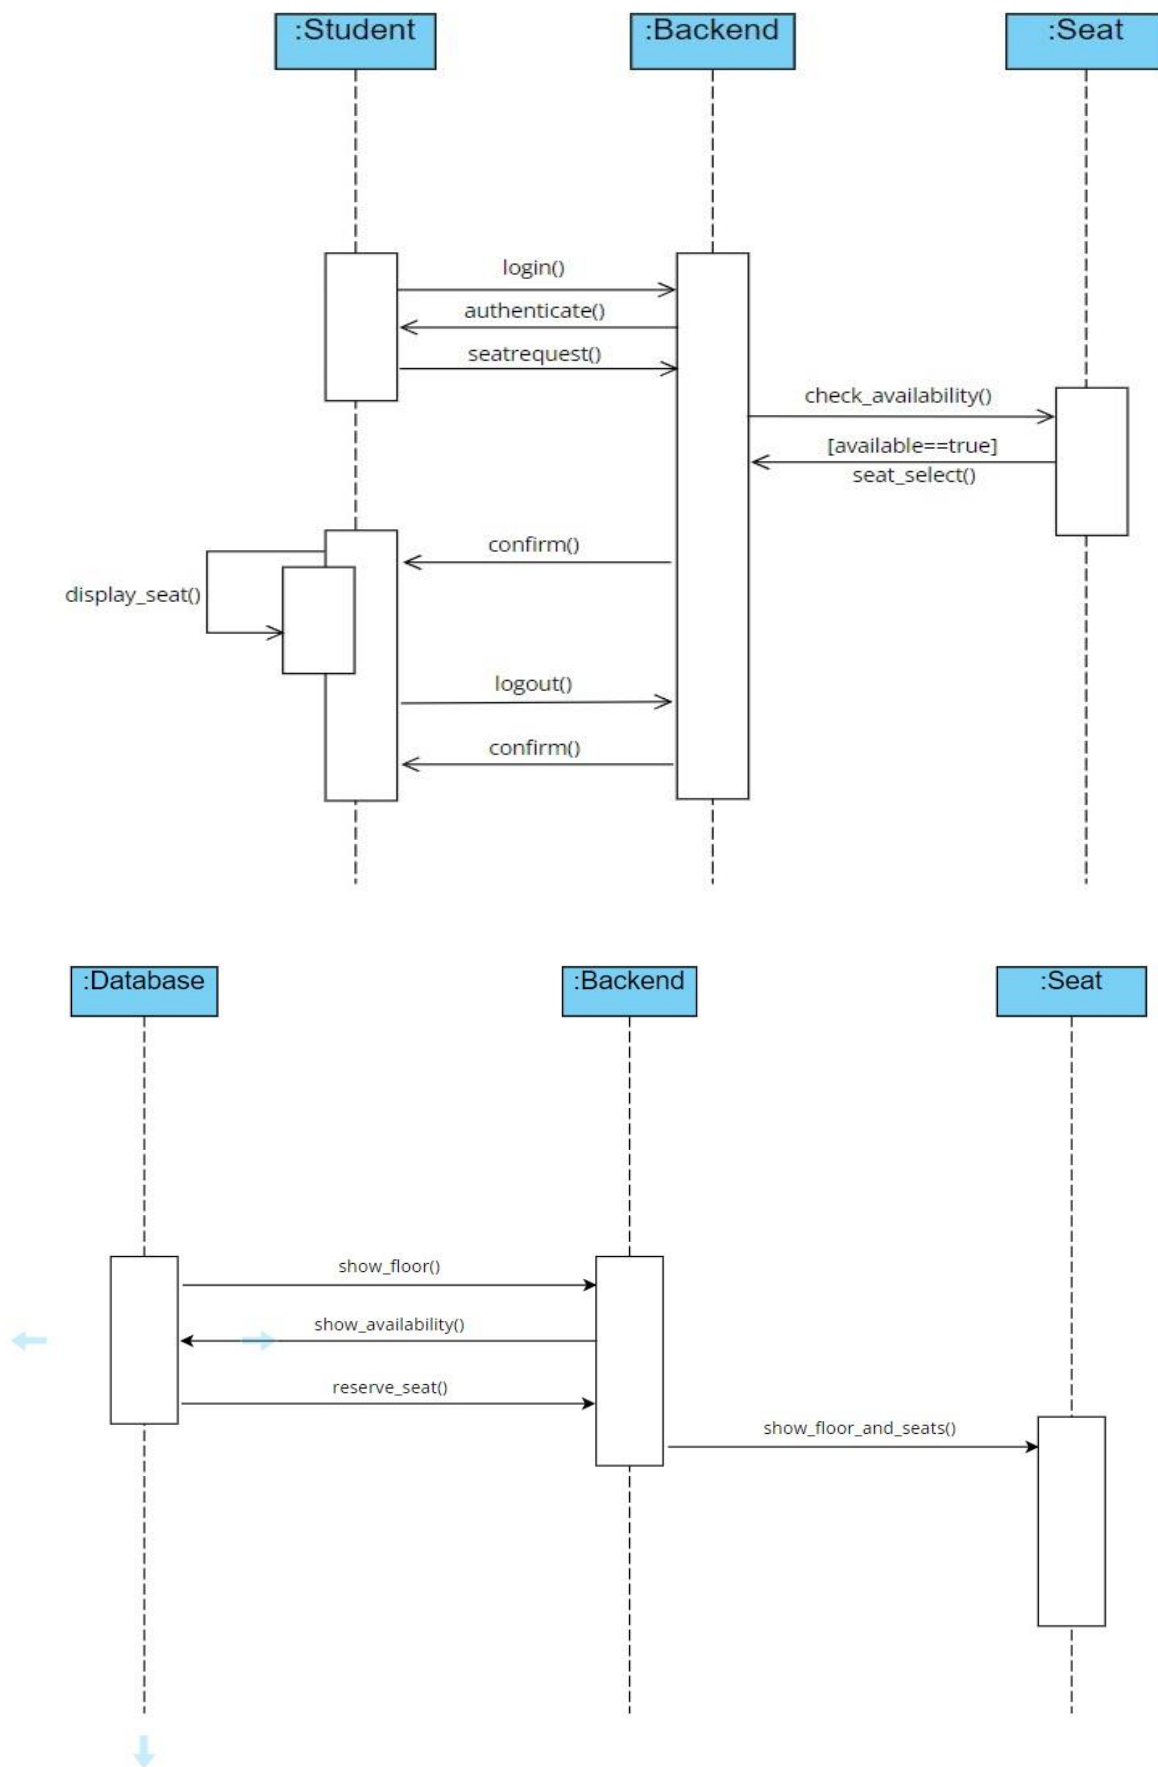 :Student
:Backend
:Seat
login()
authenticate()
seatrequest()
check_availability()
[available==true]
seat_select()
confirm()
display_seat()
logout()
confirm()
:Database
:Backend
:Seat
show_floor()
show_availability()
reserve_seat()
show_floor_and_seats()